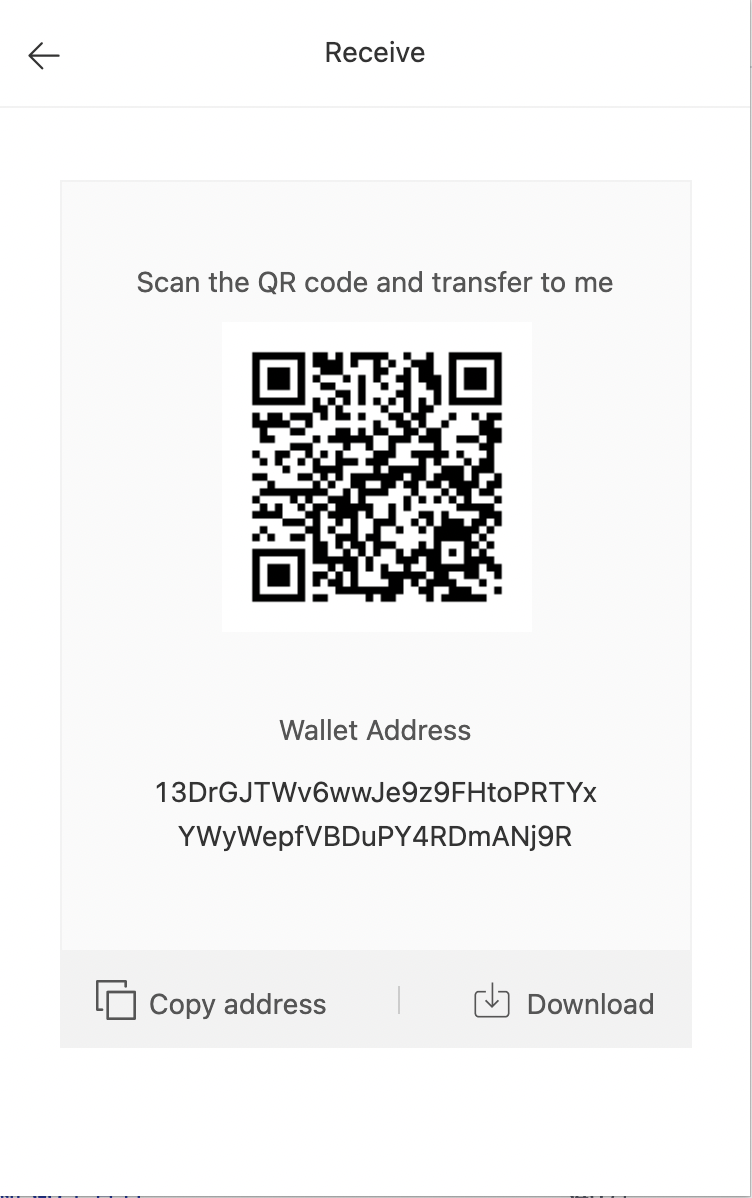 Receive
Scan the QR code and transfer to me
Wallet Address
13DrGJTWv6wwJe9z9FHtoPRTYx
YWyWepfVBDuPY4RDmANj9R
Copy address
Download